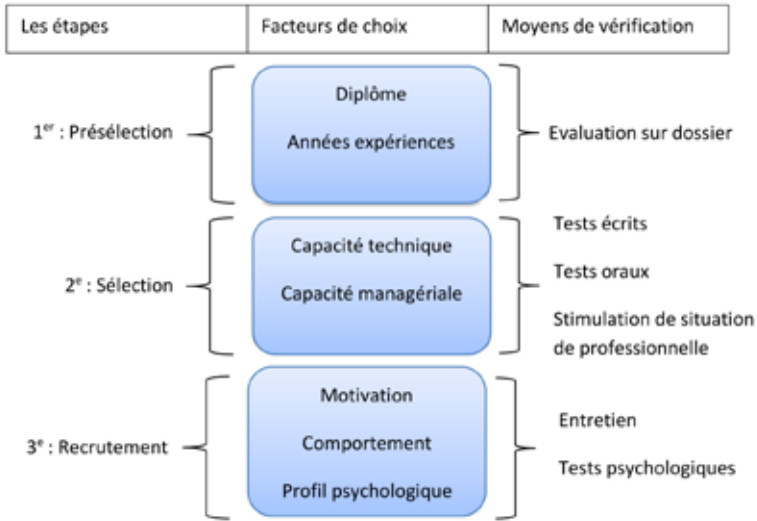 Les étapes
Facteurs de choix
Moyens de vérification
1er : Présélection
Diplôme
Années expériences
Evaluation sur dossier
2e : Sélection
Capacité technique
Capacité managériale
Tests écrits
Tests oraux
Stimulation de situation
de professionnelle
3e : Recrutement
Motivation
Comportement
Profil psychologique
Entretien
Tests psychologiques